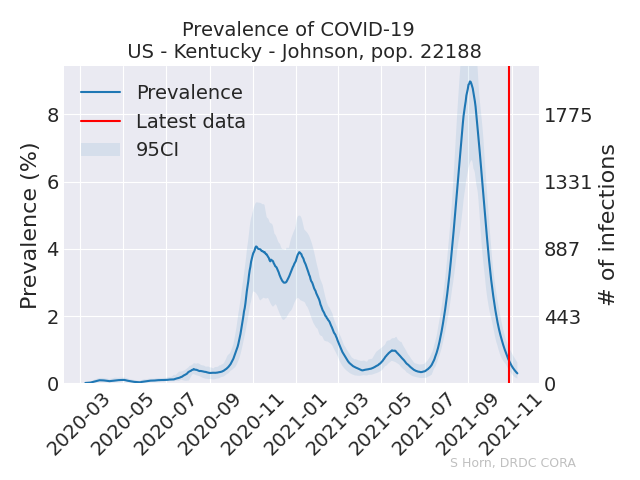 Prevalence of COVID-19
US - Kentucky - Johnson, pop. 22188
Prevalence
Latest data
95CI
Prevalence (%)
8
6
4
2
0
1775
1331
887
443
0
# of infections
2020-03
2020-05
2020-07
2020-09
2020-11
2021-01
2021-03
2021-05
2021-07
2021-09
2021-11
S Horn, DRDC CORA